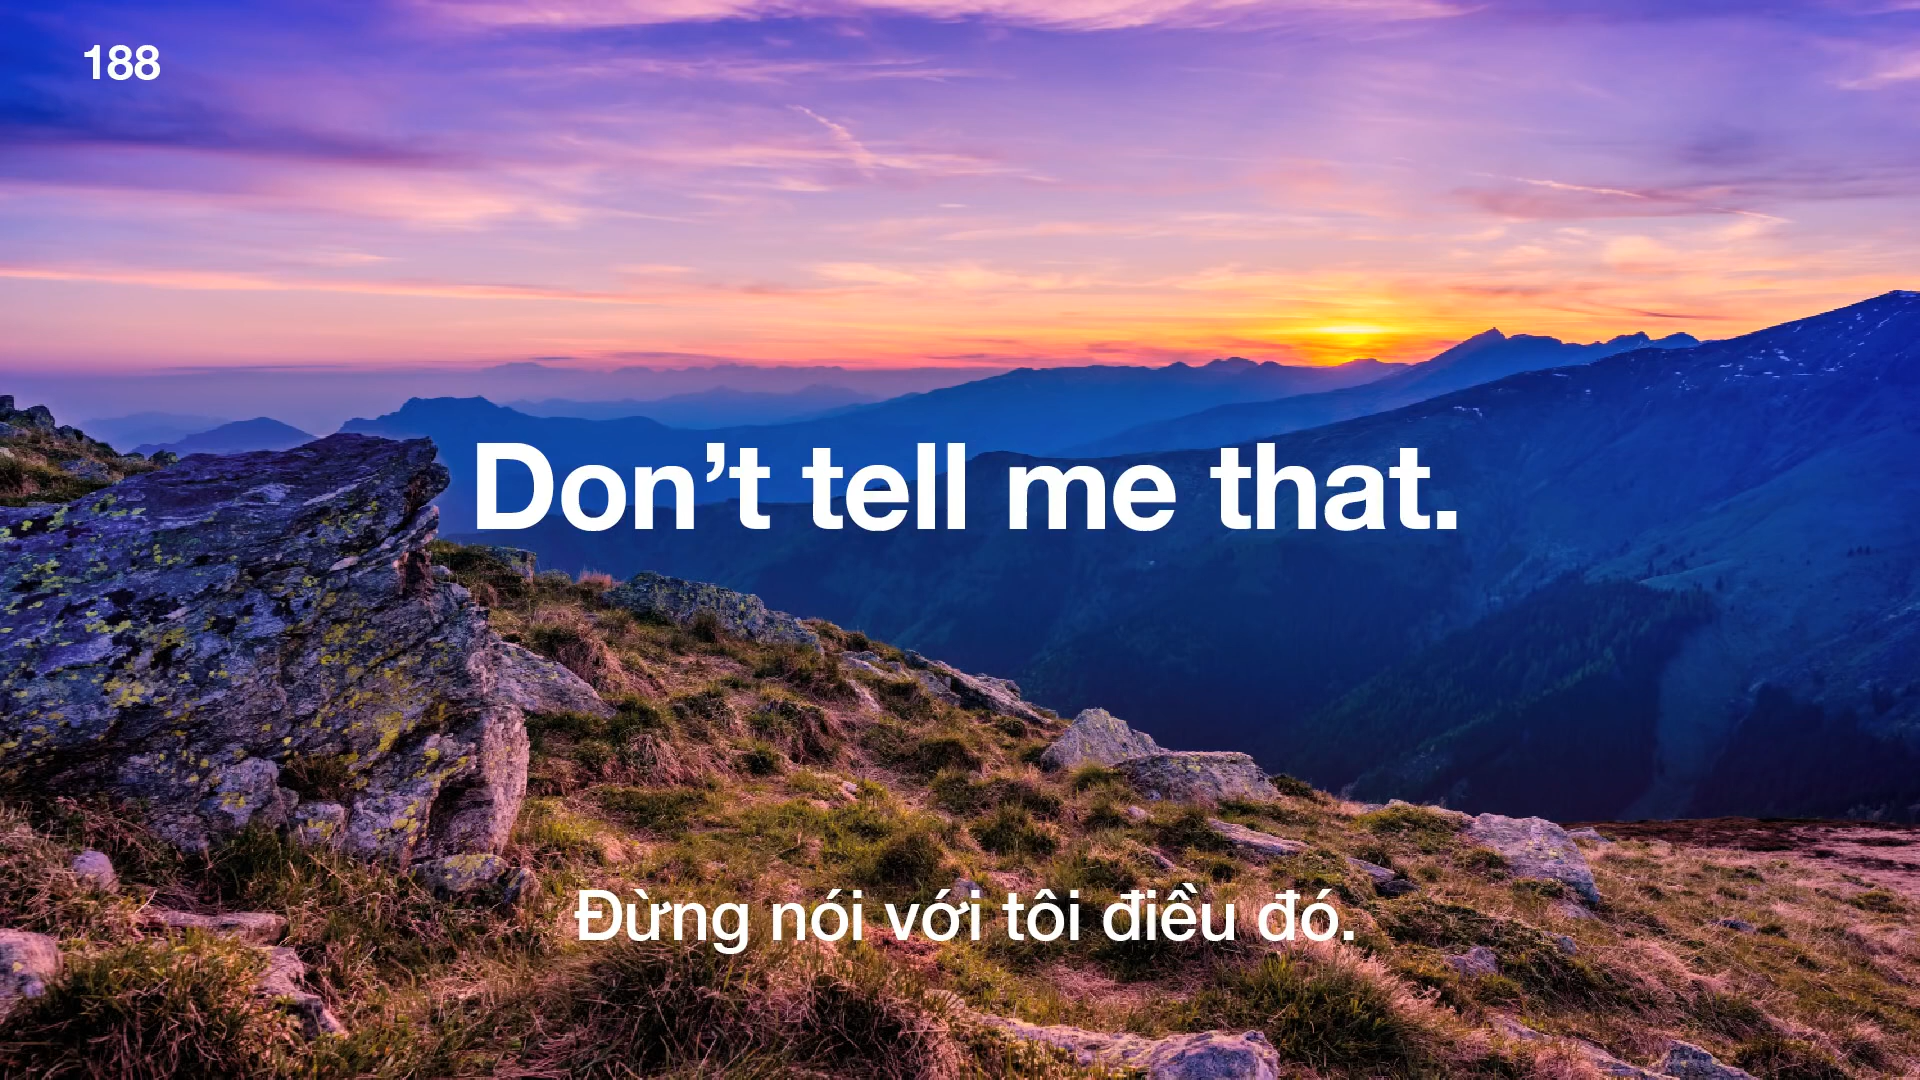 188
Don’t tell me that.
Đừng nói với tôi điều đó.